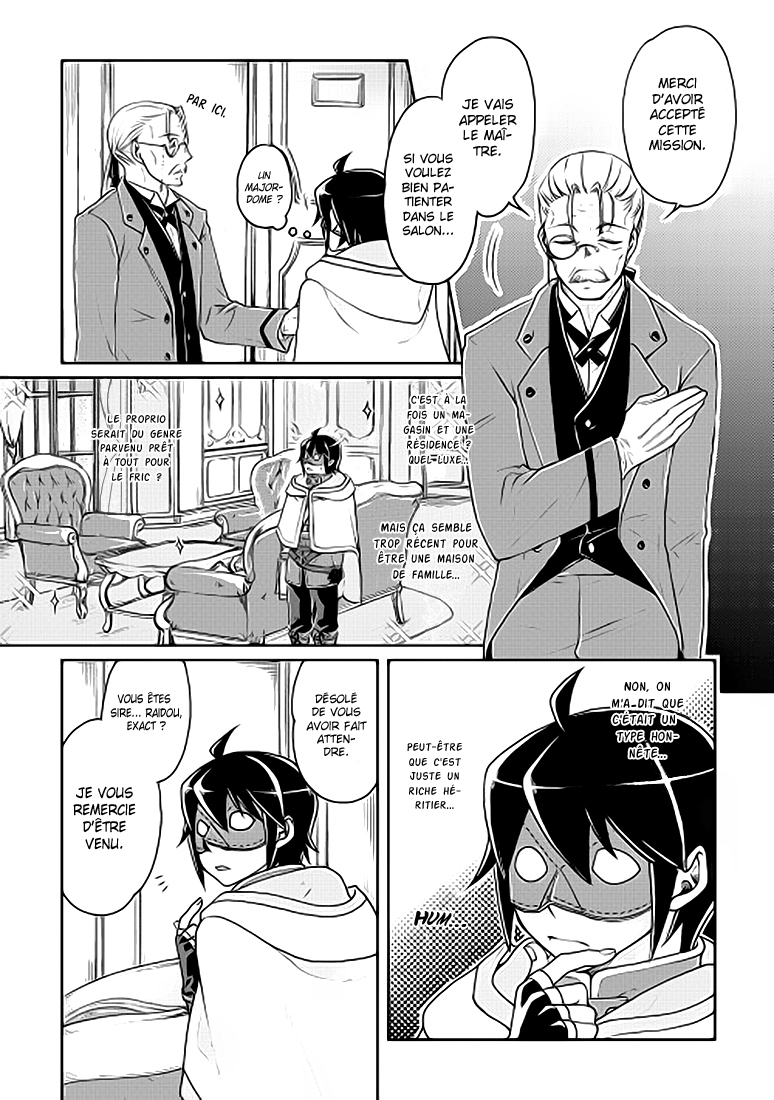 MERCI
D'AVOIR
ACCEPTÉ
CETTE
MISSION.
JE VAIS
APPELER
LE MAÎ-
TRE.
SI VOUS
VOULEZ
BIEN PA-
TIENTER
DANS LE
SALON...
UN
MAJOR-
DOME ?
PAR ICI.
C'EST À LA
FOIS UN MA-
GASIN ET UNE
RÉSIDENCE ?
QUEL LUXE...
MAIS ÇA SEMBLE
TROP RÉCENT POUR
ÊTRE UNE MAISON
DE FAMILLE...
LE PROPRIO
SERAIT DU GENRE
PARVENU PRÊT
À TOUT POUR
LE FRIC ?
NON, ON
M'A DIT QUE
C'ÉTAIT UN
TYPE HON-
NÊTE...
PEUT-ÊTRE
QUE C'EST
JUSTE UN
RICHE HÉ-
RITIER...
HUM
DÉSOLÉ
DE VOUS
AVOIR FAIT
ATTEN-
DRE.
VOUS ÊTES
SIRE... RAIDOU,
EXACT ?
JE VOUS
REMERCIE
D'ÊTRE
VENU.